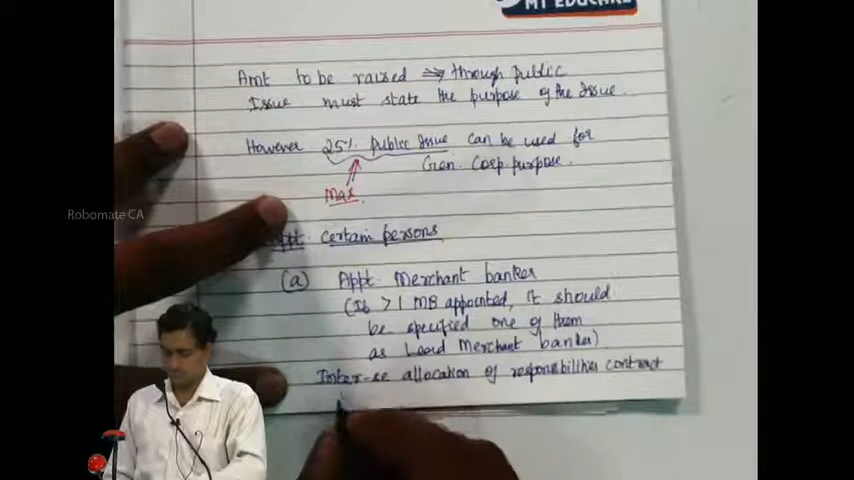 MT EDUCARE
Amt to be raised ⇒ through public
Issue must state the purpose of the Issue.
However 25% public Issue can be used for
Gen. Corp. purpose.
Max.
Appt. Certain persons
(a) Appt. Merchant banker
(If > 1 MB appointed, it should
be specified one of them
as Lead Merchant banker)
Inter-se allocation of responsibilities contract
Robomate CA